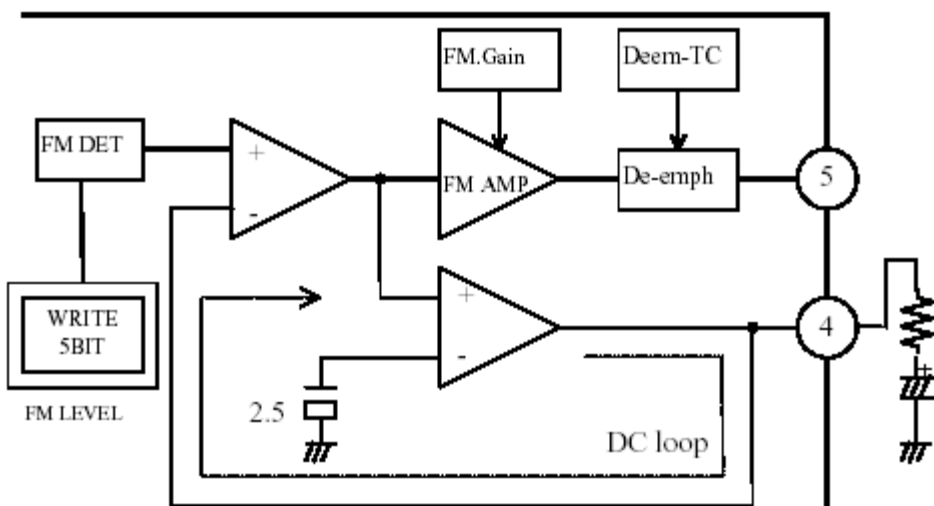 FM.Gain
Deem-TC
FM DET
+
-
FM AMP
De-emph
5
WRITE
5BIT
FM LEVEL
+
-
2.5
4
+
DC loop